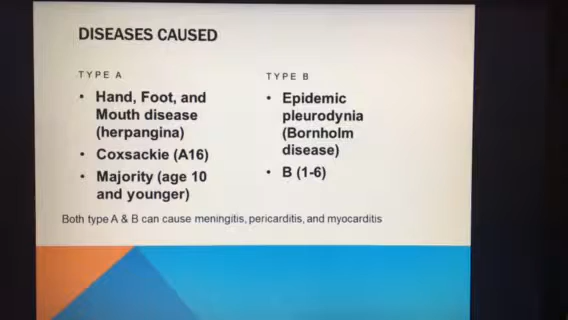 DISEASES CAUSED
TYPE A
• Hand, Foot, and
Mouth disease
(herpangina)
• Coxsackie (A16)
• Majority (age 10
and younger)
TYPE B
• Epidemic
pleurodynia
(Bornholm
disease)
• B (1-6)
Both type A & B can cause meningitis, pericarditis, and myocarditis